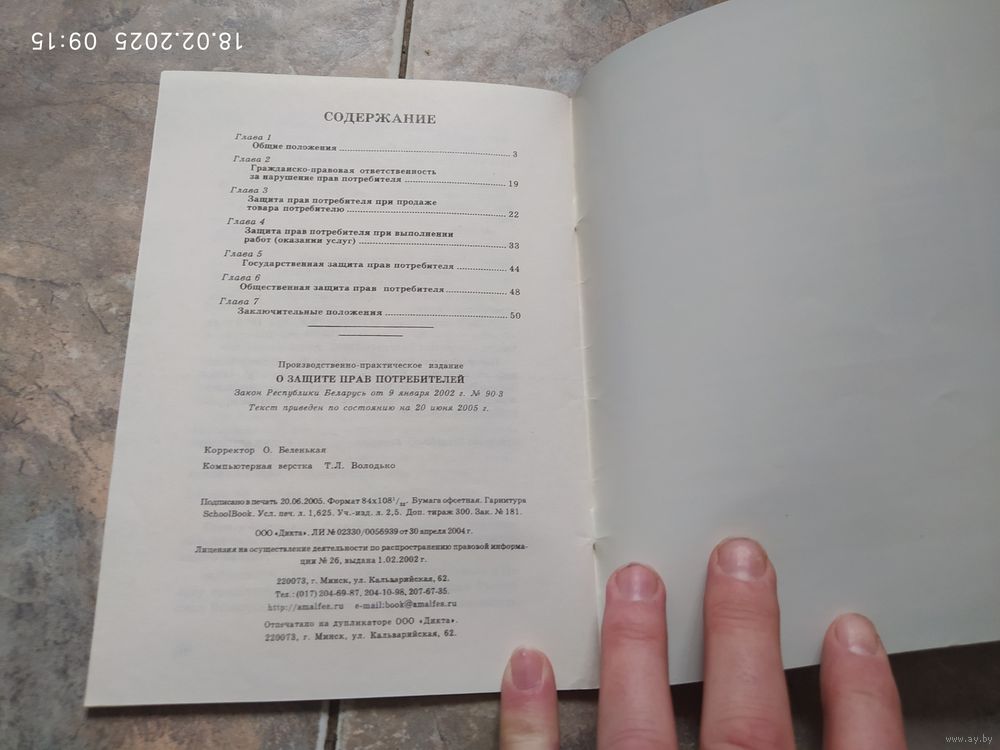 18.02.2025 09:15
СОДЕРЖАНИЕ
Глава 1
Общие положения ........ 3
Глава 2
Гражданско-правовая ответственность
за нарушение прав потребителя ........ 19
Глава 3
Защита прав потребителя при продаже
товара потребителю ........ 22
Глава 4
Защита прав потребителя при выполнении
работ (оказании услуг) ........ 33
Глава 5
Государственная защита прав потребителя ........ 44
Глава 6
Общественная защита прав потребителя ........ 48
Глава 7
Заключительные положения ........ 50
Производственно-практическое издание
О ЗАЩИТЕ ПРАВ ПОТРЕБИТЕЛЕЙ
Закон Республики Беларусь от 9 января 2002 г. № 90-З
Текст приведен по состоянию на 20 июня 2005 г.
Корректор О. Беленькая
Компьютерная верстка Т.Л. Володько
Подписано в печать 20.06.2005. Формат 84x108 1/32. Бумага офсетная. Гарнитура
SchoolBook. Усл. печ. л. 1,625. Уч.-изд. л. 2,5. Доп. тираж 300. Зак. № 181.
ООО «Дикта». ЛИ № 02330/0056939 от 30 апреля 2004 г.
Лицензия на осуществление деятельности по распространению правовой информа-
ции № 26, выдана 1.02.2002 г.
220073, г. Минск, ул. Кальварийская, 62.
Тел.: (017) 204-69-87, 204-10-98, 207-67-35.
http://amalfea.ru e-mail:book@amalfea.ru
Отпечатано на дупликаторе ООО «Дикта».
220073, г. Минск, ул. Кальварийская, 62.
www.ay.by